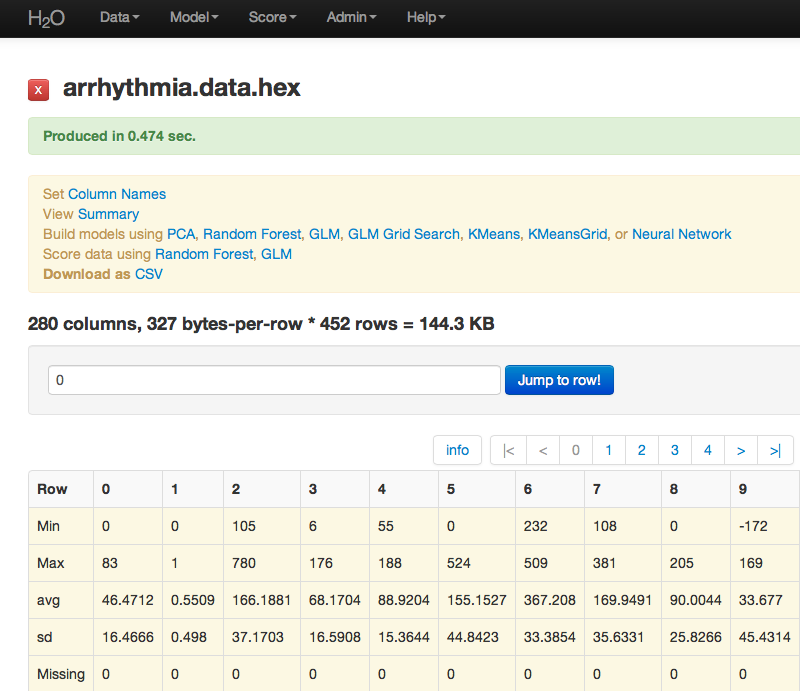 H2O Data Model Score Admin Help
x arrhythmia.data.hex
Produced in 0.474 sec.
Set Column Names
View Summary
Build models using PCA, Random Forest, GLM, GLM Grid Search, KMeans, KMeansGrid, or Neural Network
Score data using Random Forest, GLM
Download as CSV
280 columns, 327 bytes-per-row * 452 rows = 144.3 KB
0 Jump to row!
info |< < 0 1 2 3 4 > >|
Row 0 1 2 3 4 5 6 7 8 9
Min 0 0 105 6 55 0 232 108 0 -172
Max 83 1 780 176 188 524 509 381 205 169
avg 46.4712 0.5509 166.1881 68.1704 88.9204 155.1527 367.208 169.9491 90.0044 33.677
sd 16.4666 0.498 37.1703 16.5908 15.3644 44.8423 33.3854 35.6331 25.8266 45.4314
Missing 0 0 0 0 0 0 0 0 0 0